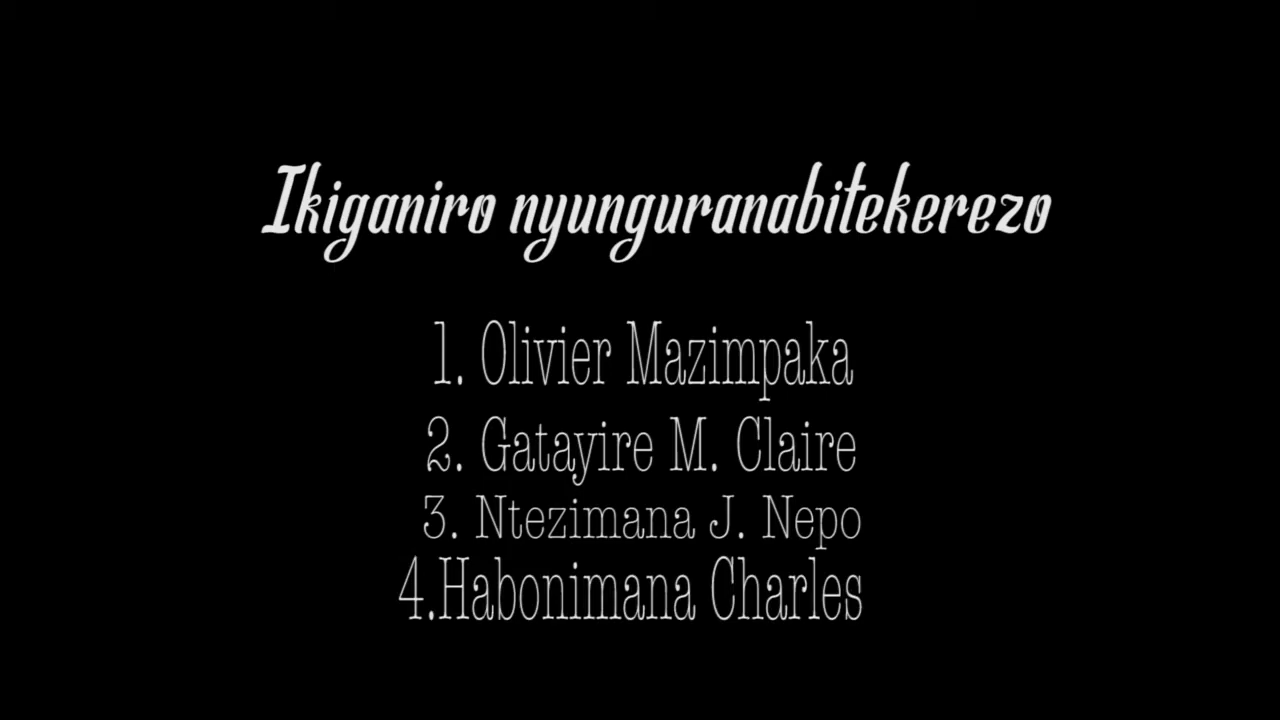 Ikiganiro nyunguranabitekerezo
1. Olivier Mazimpaka
2. Gatayire M. Claire
3. Ntezimana J. Nepo
4.Habonimana Charles